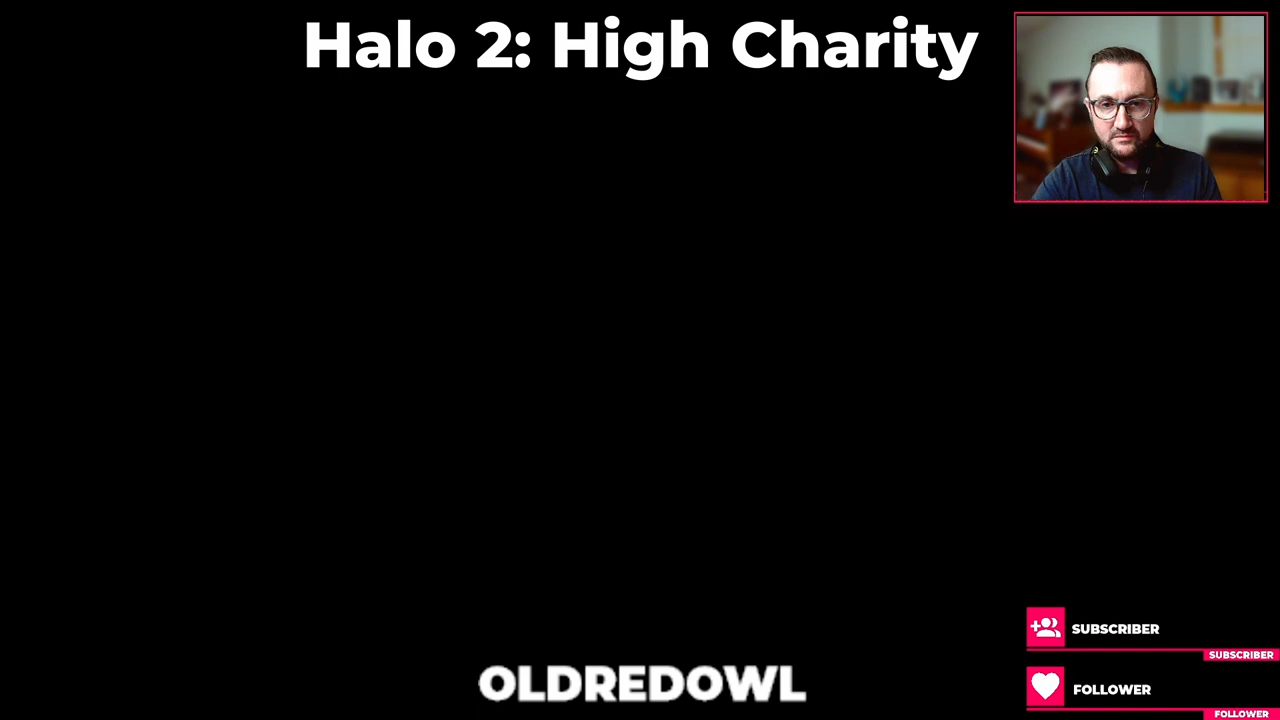 Halo 2: High Charity
SUBSCRIBER
SUBSCRIBER
FOLLOWER
FOLLOWER
OLDREDOWL